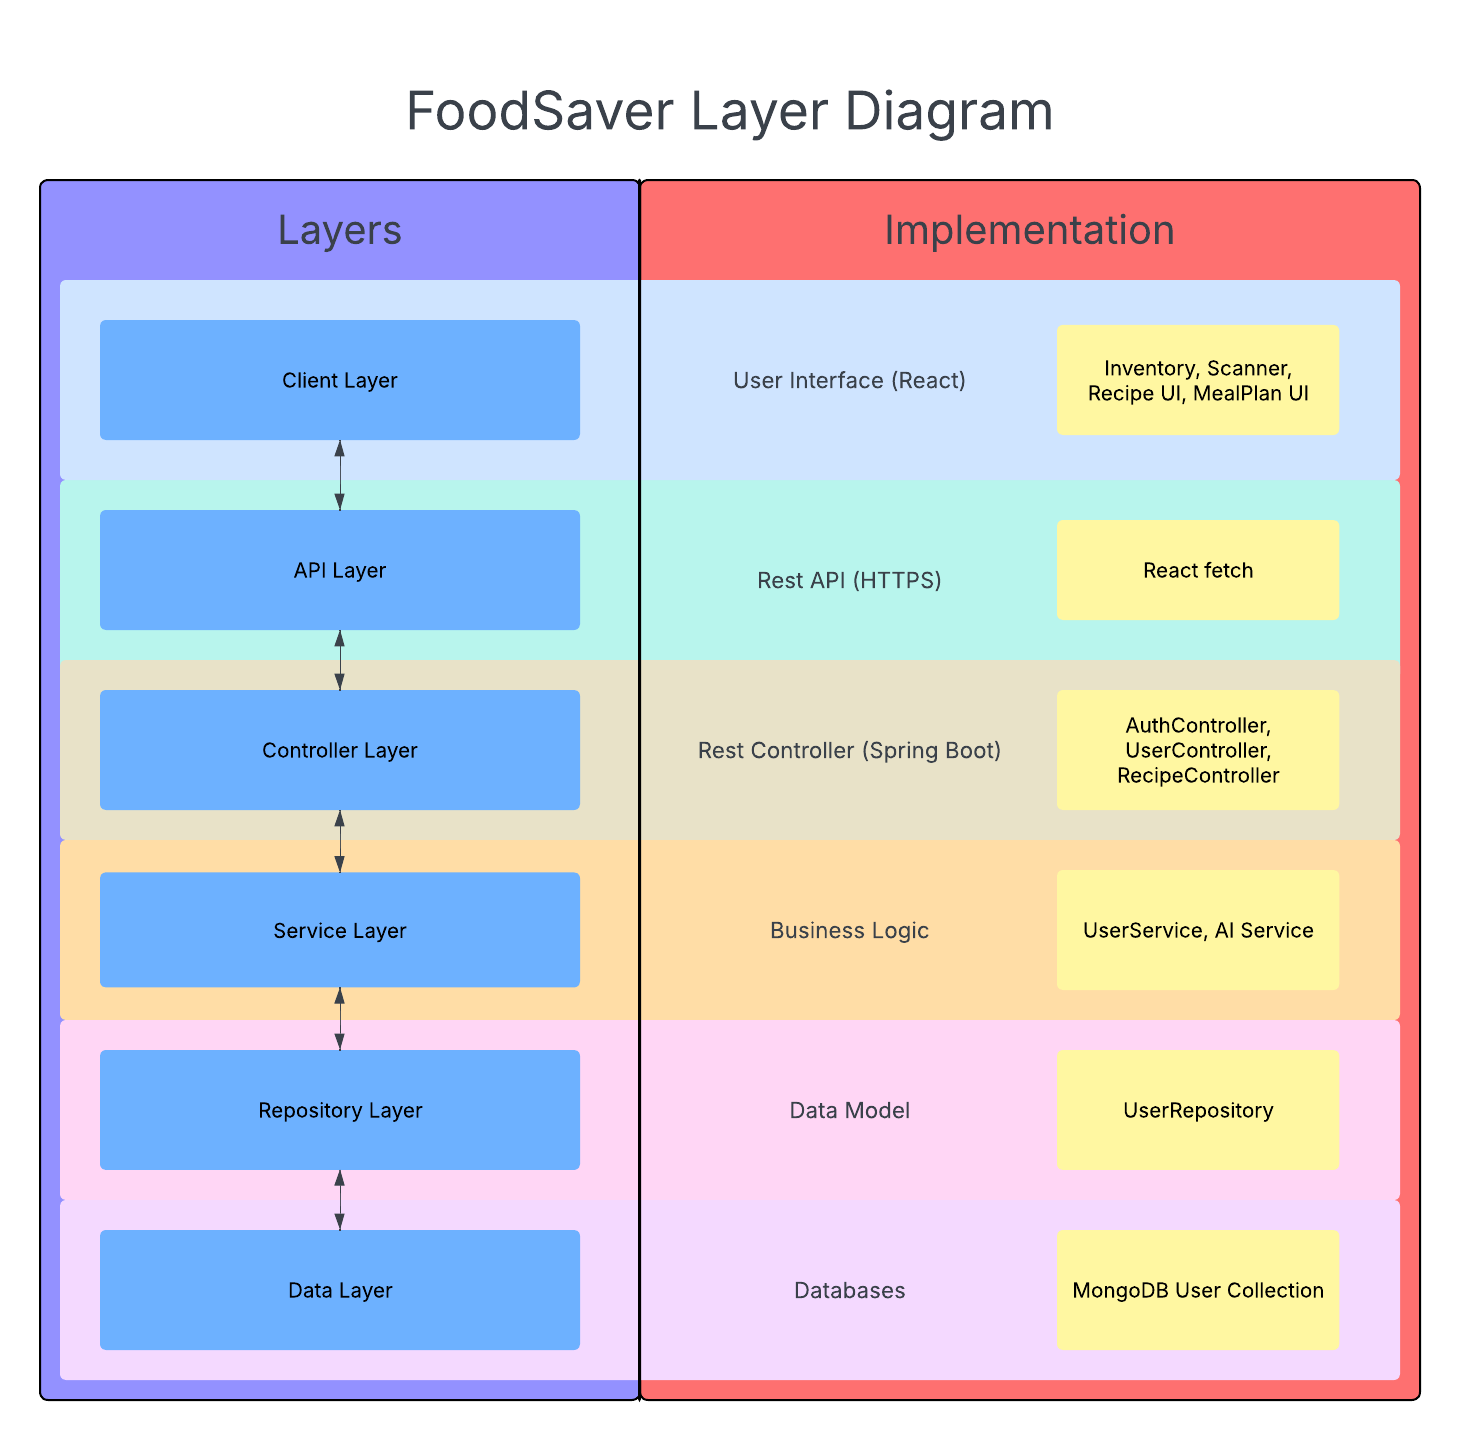 FoodSaver Layer Diagram
Layers
Implementation
Client Layer
User Interface (React)
Inventory, Scanner,
Recipe UI, MealPlan UI
API Layer
Rest API (HTTPS)
React fetch
Controller Layer
Rest Controller (Spring Boot)
AuthController,
UserController,
RecipeController
Service Layer
Business Logic
UserService, AI Service
Repository Layer
Data Model
UserRepository
Data Layer
Databases
MongoDB User Collection